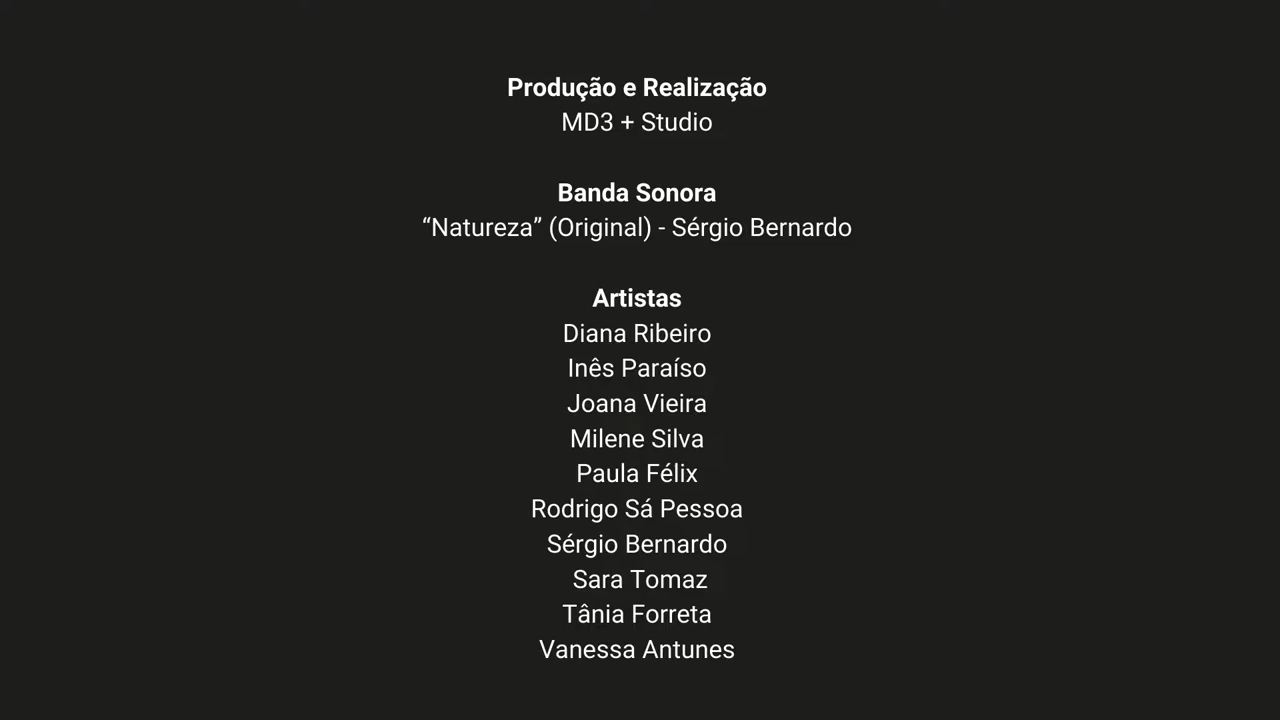 Produção e Realização
MD3 + Studio
Banda Sonora
“Natureza” (Original) - Sérgio Bernardo
Artistas
Diana Ribeiro
Inês Paraíso
Joana Vieira
Milene Silva
Paula Félix
Rodrigo Sá Pessoa
Sérgio Bernardo
Sara Tomaz
Tânia Forreta
Vanessa Antunes